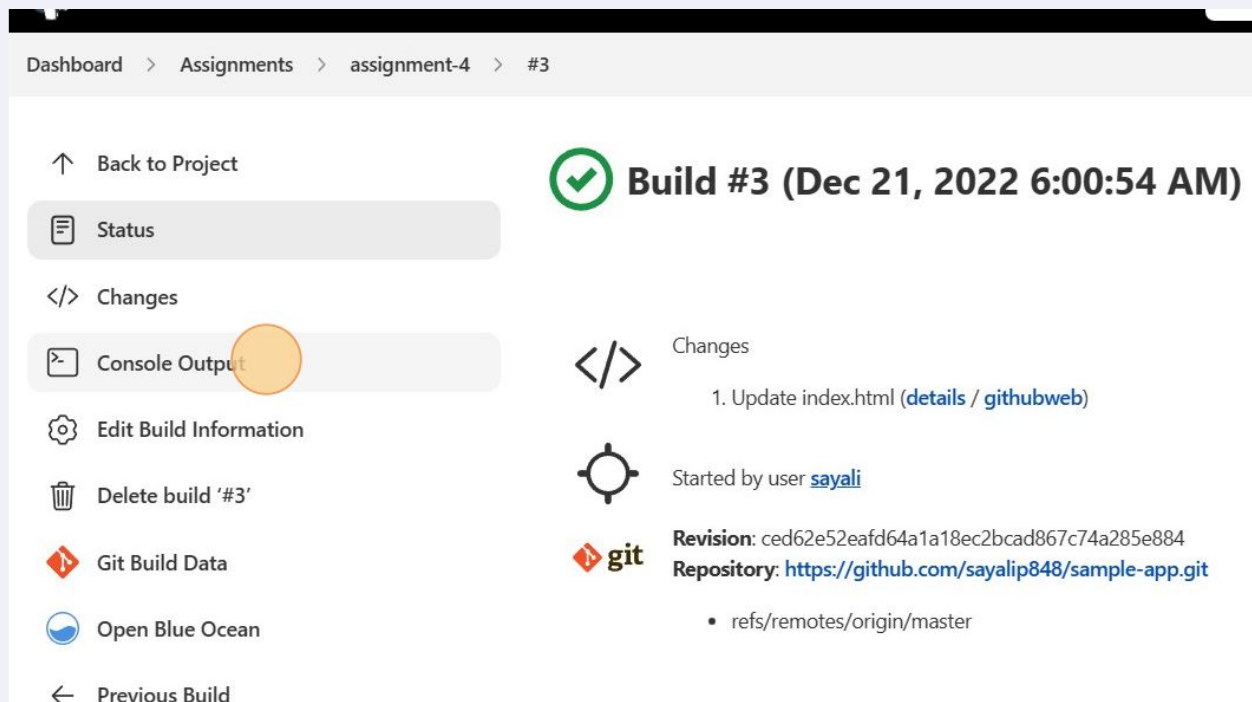 Dashboard > Assignments > assignment-4 > #3
Back to Project
Status
Changes
Console Output
Edit Build Information
Delete build ‘#3’
Git Build Data
Open Blue Ocean
Previous Build
Build #3 (Dec 21, 2022 6:00:54 AM)
Changes
1. Update index.html (details / githubweb)
Started by user sayali
git
Revision: ced62e52eafd64a1a18ec2bcad867c74a285e884
Repository: https://github.com/sayalip848/sample-app.git
• refs/remotes/origin/master